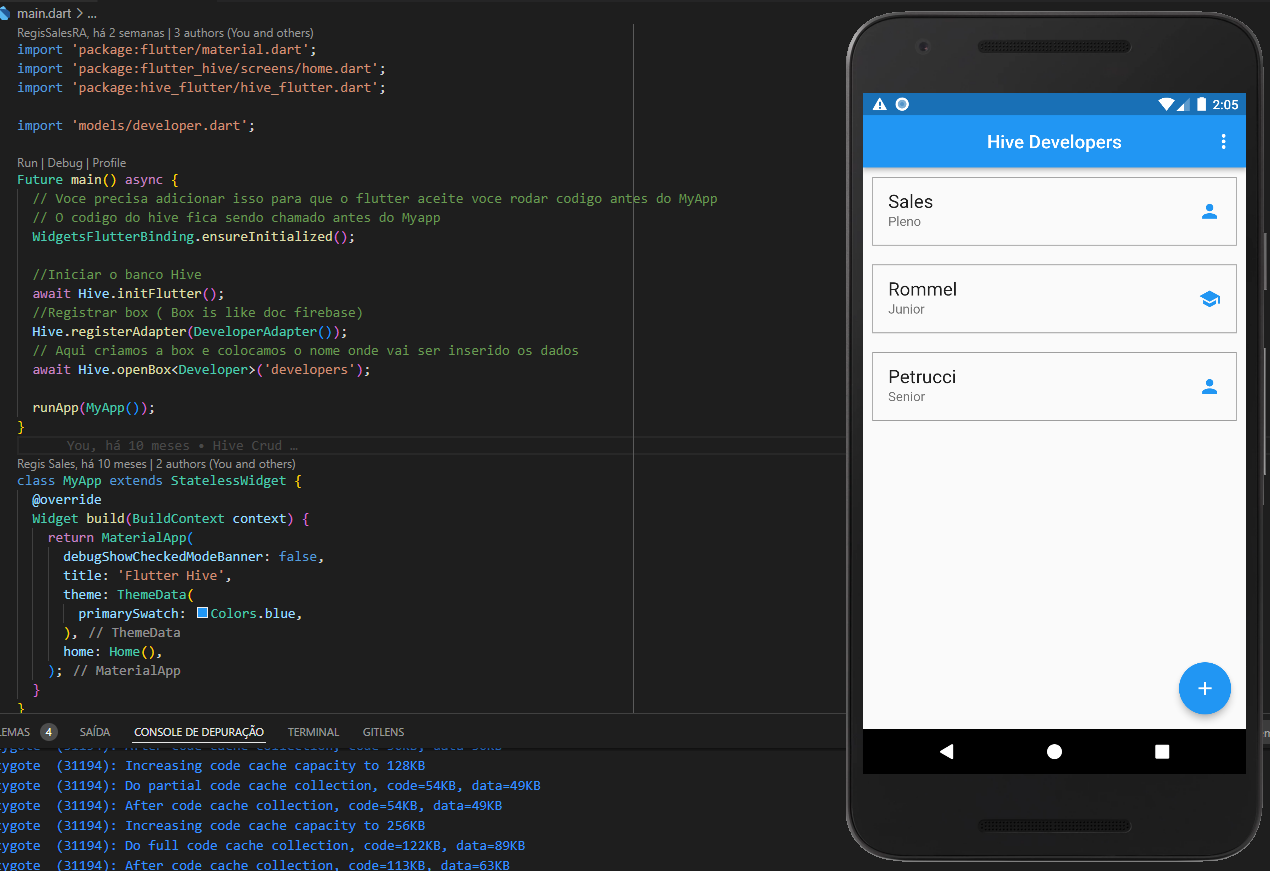 main.dart > ...
RegisSalesRA, há 2 semanas | 3 authors (You and others)
import 'package:flutter/material.dart';
import 'package:flutter_hive/screens/home.dart';
import 'package:hive_flutter/hive_flutter.dart';
import 'models/developer.dart';
Run | Debug | Profile
Future main() async {
// Voce precisa adicionar isso para que o flutter aceite voce rodar codigo antes do MyApp
// O codigo do hive fica sendo chamado antes do Myapp
WidgetsFlutterBinding.ensureInitialized();
//Iniciar o banco Hive
await Hive.initFlutter();
//Registrar box ( Box is like doc firebase)
Hive.registerAdapter(DeveloperAdapter());
// Aqui criamos a box e colocamos o nome onde vai ser inserido os dados
await Hive.openBox<Developer>('developers');
runApp(MyApp());
}
You, há 10 meses • Hive Crud …
Regis Sales, há 10 meses | 2 authors (You and others)
class MyApp extends StatelessWidget {
@override
Widget build(BuildContext context) {
return MaterialApp(
debugShowCheckedModeBanner: false,
title: 'Flutter Hive',
theme: ThemeData(
primarySwatch: Colors.blue,
), // ThemeData
home: Home(),
); // MaterialApp
}
}
LEMAS 4 SAÍDA CONSOLE DE DEPURAÇÃO TERMINAL GITLENS
ygote (31194): After code cache collection, code=50KB, data=50KB
ygote (31194): Increasing code cache capacity to 128KB
ygote (31194): Do partial code cache collection, code=54KB, data=49KB
ygote (31194): After code cache collection, code=54KB, data=49KB
ygote (31194): Increasing code cache capacity to 256KB
ygote (31194): Do full code cache collection, code=122KB, data=89KB
ygote (31194): After code cache collection, code=113KB, data=63KB
2:05
Hive Developers
Sales
Pleno
Rommel
Junior
Petrucci
Senior